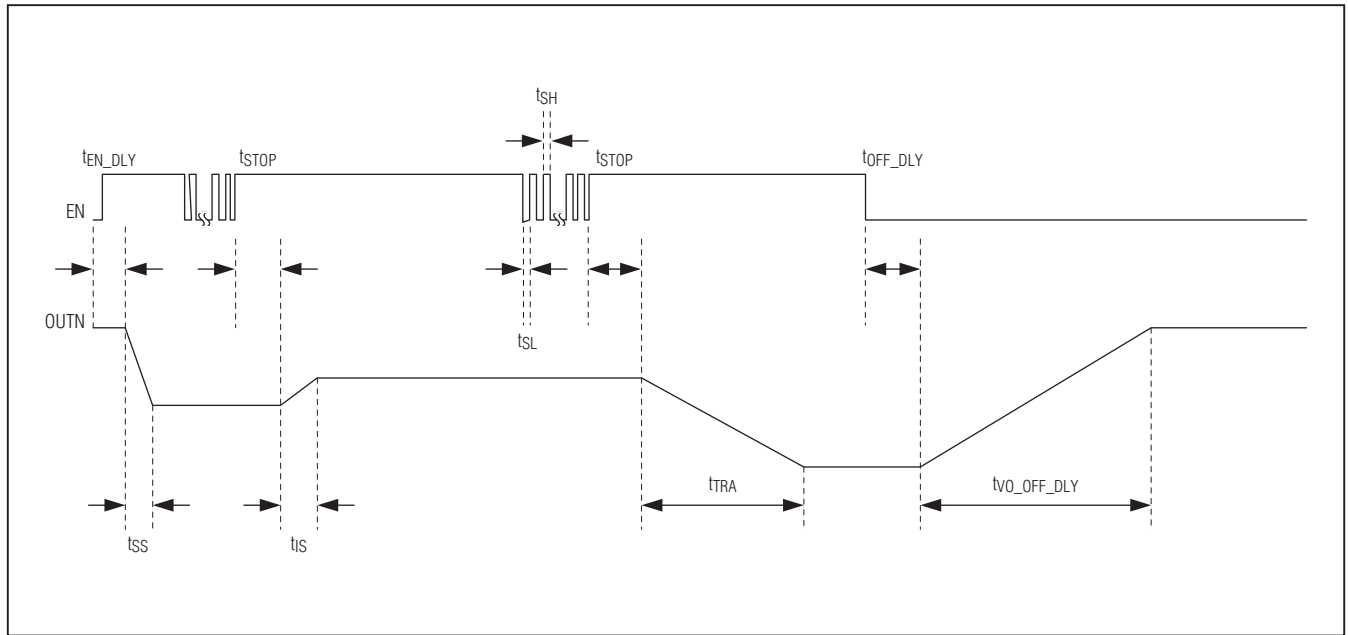 tSH
tEN_DLY
tSTOP
tSTOP
tOFF_DLY
EN
OUTN
tSL
tTRA
tVO_OFF_DLY
tSS
tIS